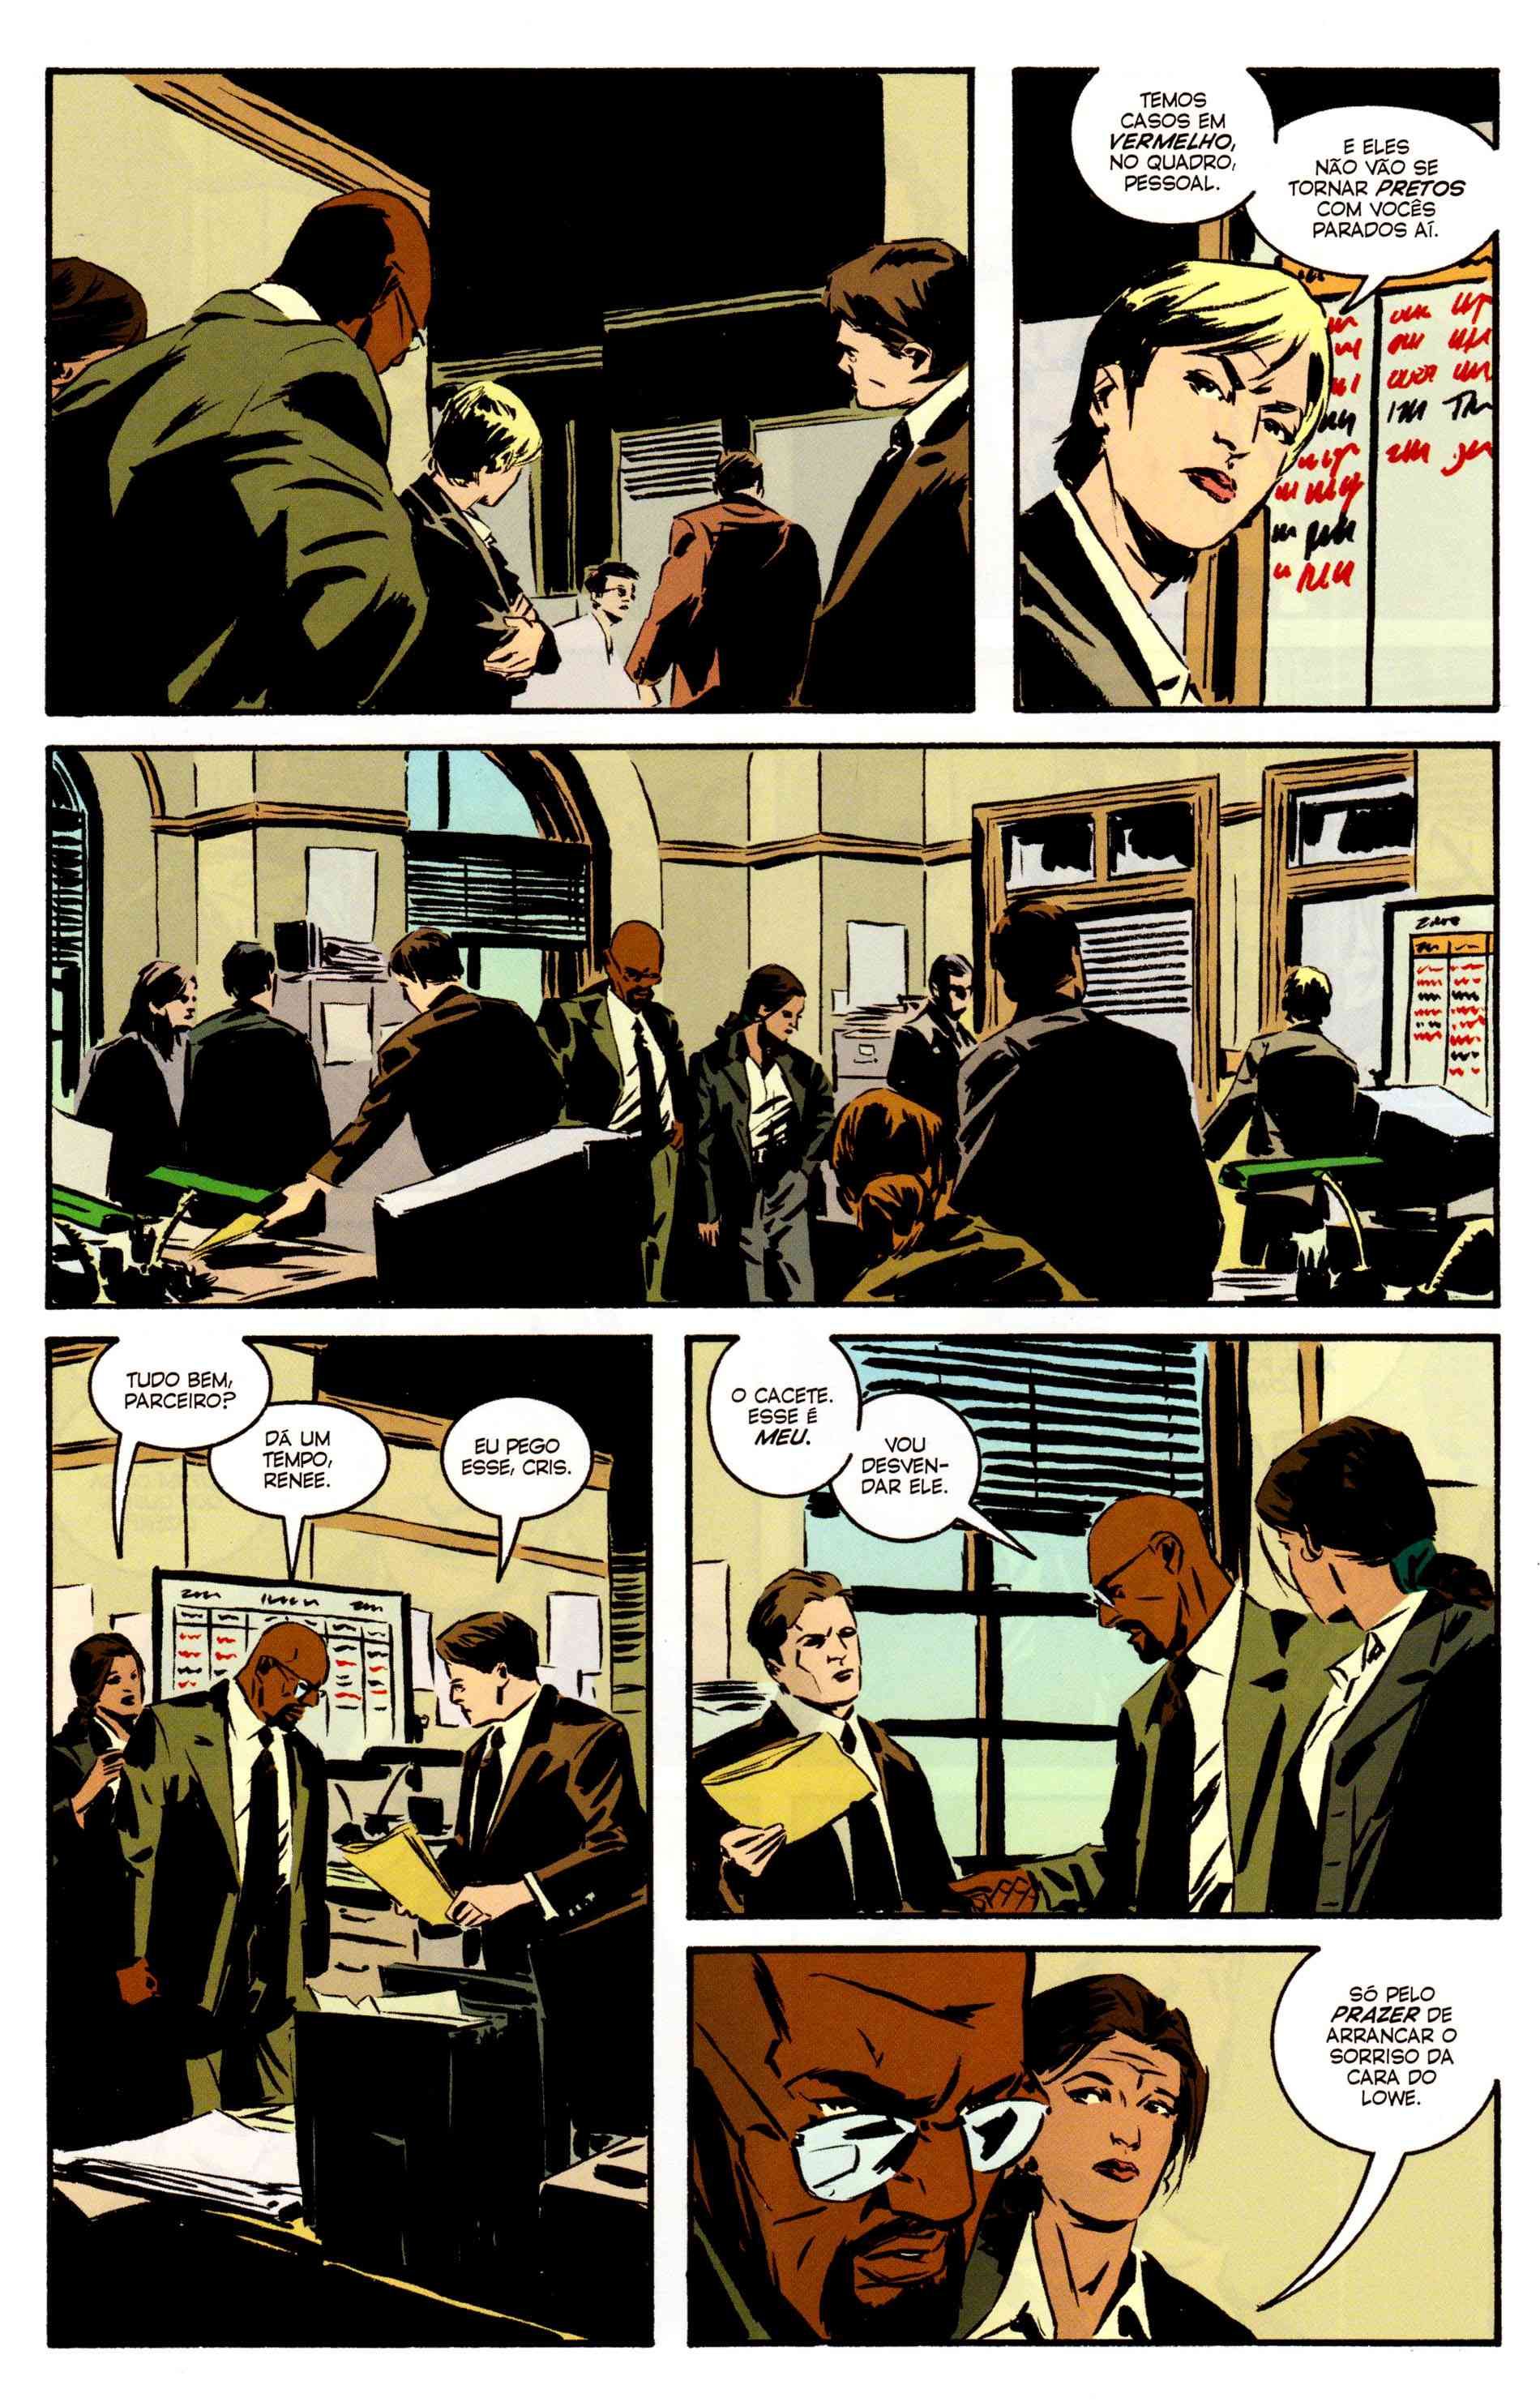 TEMOS
CASOS EM
VERMELHO,
NO QUADRO,
PESSOAL.
E ELES
NÃO VÃO SE
TORNAR PRETOS
COM VOCÊS
PARADOS AÍ.
TUDO BEM,
PARCEIRO?
DÁ UM
TEMPO,
RENEE.
EU PEGO
ESSE, CRIS.
O CACETE.
ESSE É
MEU.
VOU
DESVEN-
DAR ELE.
SÓ PELO
PRAZER DE
ARRANCAR O
SORRISO DA
CARA DO
LOWE.